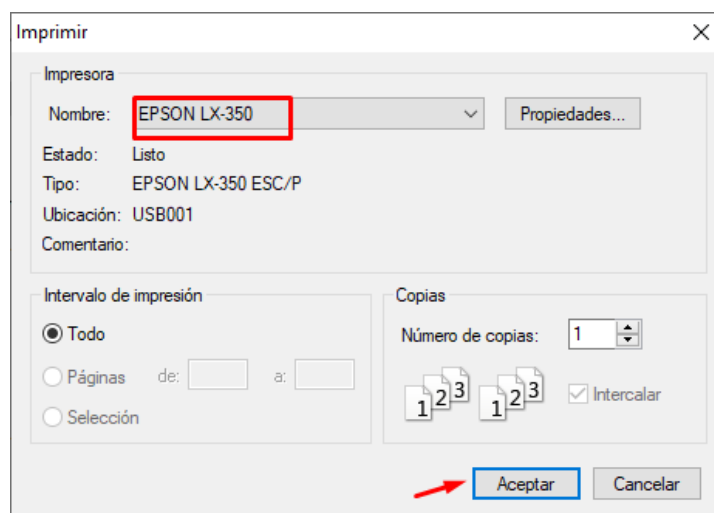 Imprimir
Impresora
Nombre: EPSON LX-350 Propiedades...
Estado: Listo
Tipo: EPSON LX-350 ESC/P
Ubicación: USB001
Comentario:
Intervalo de impresión
Todo
Páginas de: a:
Selección
Copias
Número de copias: 1
1 2 3 1 2 3 Intercalar
Aceptar Cancelar